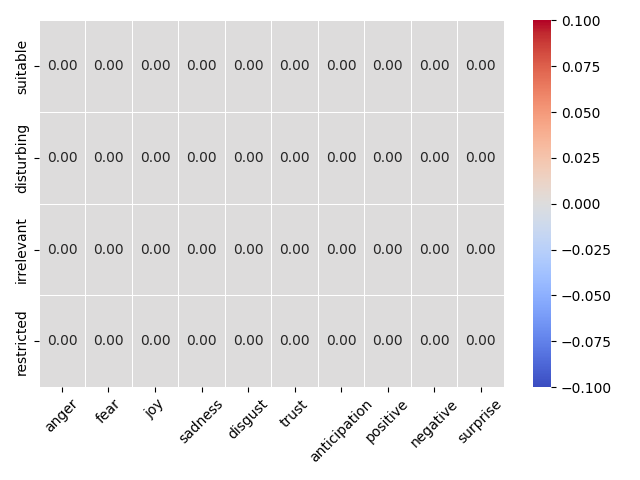 suitable 0.00 0.00 0.00 0.00 0.00 0.00 0.00 0.00 0.00 0.00
disturbing 0.00 0.00 0.00 0.00 0.00 0.00 0.00 0.00 0.00 0.00
irrelevant 0.00 0.00 0.00 0.00 0.00 0.00 0.00 0.00 0.00 0.00
restricted 0.00 0.00 0.00 0.00 0.00 0.00 0.00 0.00 0.00 0.00
anger fear joy sadness disgust trust anticipation positive negative surprise
0.100
0.075
0.050
0.025
0.000
−0.025
−0.050
−0.075
−0.100